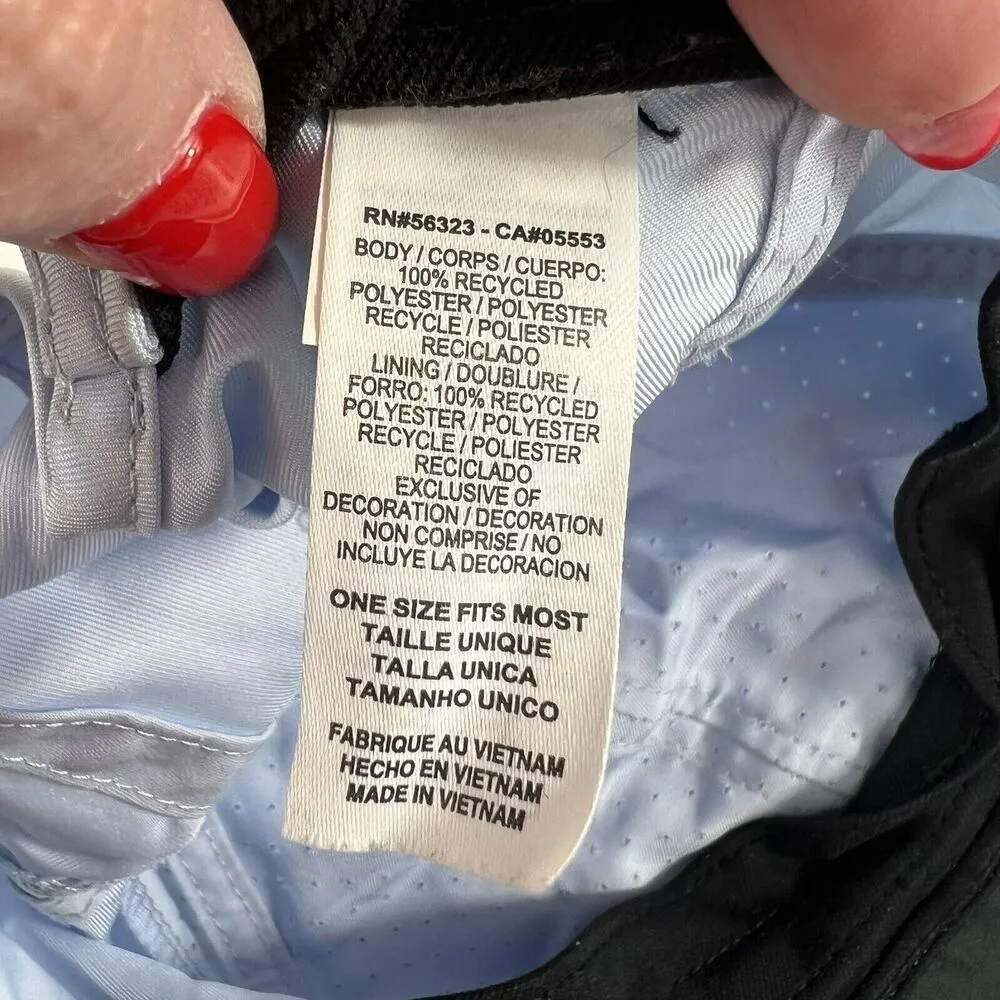 RN#56323 - CA#05553
BODY / CORPS / CUERPO:
100% RECYCLED
POLYESTER / POLYESTER
RECYCLE / POLIESTER
RECICLADO
LINING / DOUBLURE /
FORRO: 100% RECYCLED
POLYESTER / POLYESTER
RECYCLE / POLIESTER
RECICLADO
EXCLUSIVE OF
DECORATION / DECORATION
NON COMPRISE / NO
INCLUYE LA DECORACION
ONE SIZE FITS MOST
TAILLE UNIQUE
TALLA UNICA
TAMANHO UNICO
FABRIQUE AU VIETNAM
HECHO EN VIETNAM
MADE IN VIETNAM